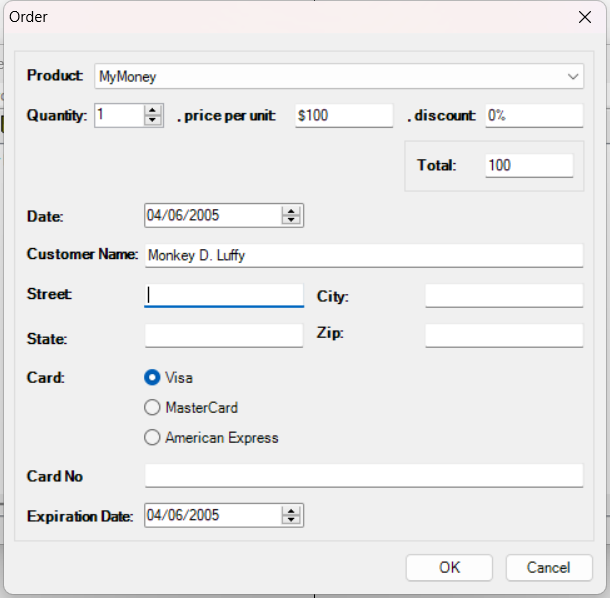 Order
Product: MyMoney
Quantity: 1 , price per unit: $100 , discount: 0%
Total: 100
Date: 04/06/2005
Customer Name: Monkey D. Luffy
Street: City:
State: Zip:
Card: Visa
MasterCard
American Express
Card No
Expiration Date: 04/06/2005
OK Cancel